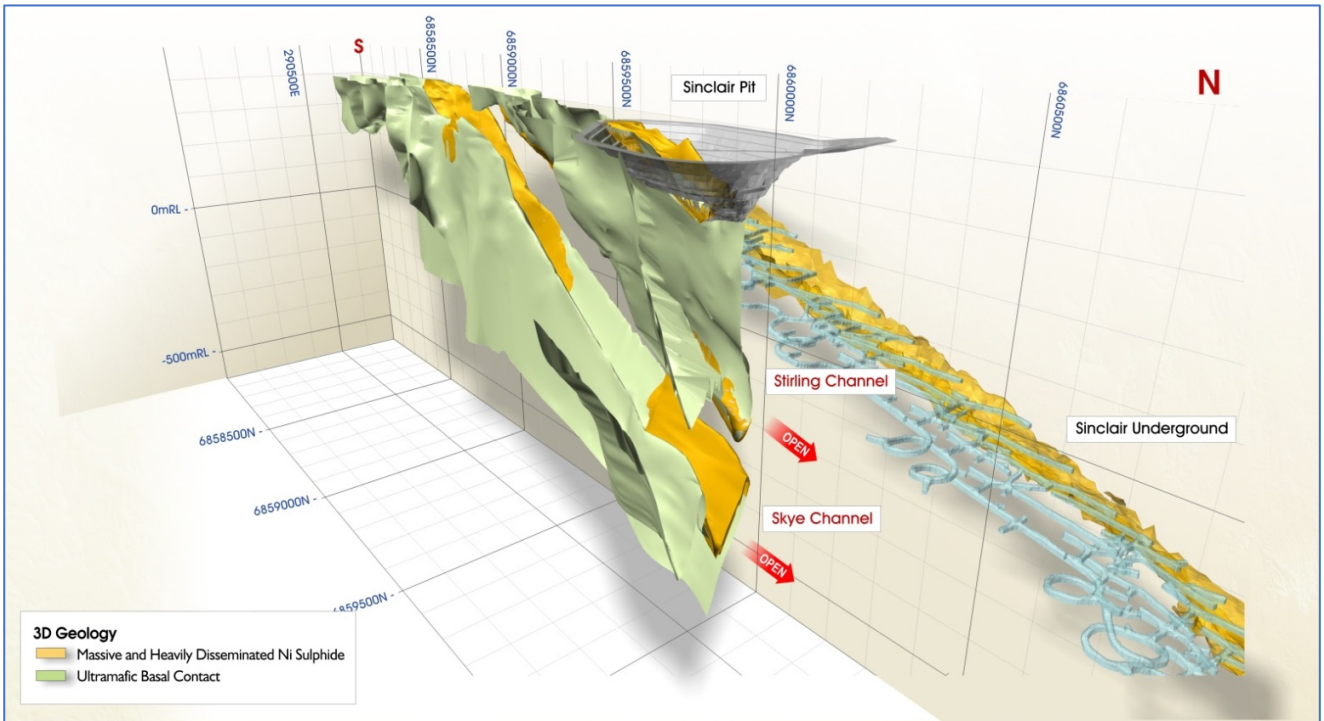 S
290500E
6858500N
6859000N
6859500N
Sinclair Pit
6860000N
6860500N
N
0mRL
-500mRL
6858500N
6859000N
6859500N
Stirling Channel
OPEN
Sinclair Underground
Skye Channel
OPEN
3D Geology
Massive and Heavily Disseminated Ni Sulphide
Ultramafic Basal Contact